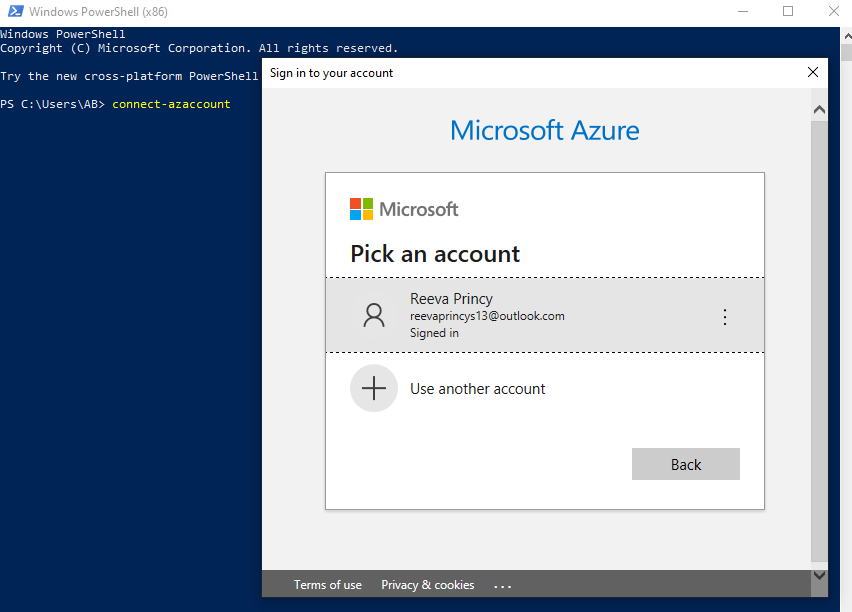 Windows PowerShell (x86)
Windows PowerShell
Copyright (C) Microsoft Corporation. All rights reserved.
Try the new cross-platform PowerShell
PS C:\Users\AB> connect-azaccount
Sign in to your account
Microsoft Azure
Microsoft
Pick an account
Reeva Princy
reevaprincys13@outlook.com
Signed in
Use another account
Back
Terms of use Privacy & cookies ...